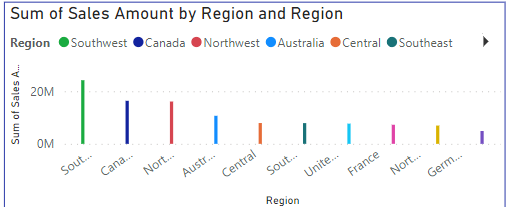 Sum of Sales Amount by Region and Region
Region Southwest Canada Northwest Australia Central Southeast
Sum of Sales A...
20M
0M
Sout... Cana... Nort... Austr... Central Sout... Unite... France Nort... Germ...
Region